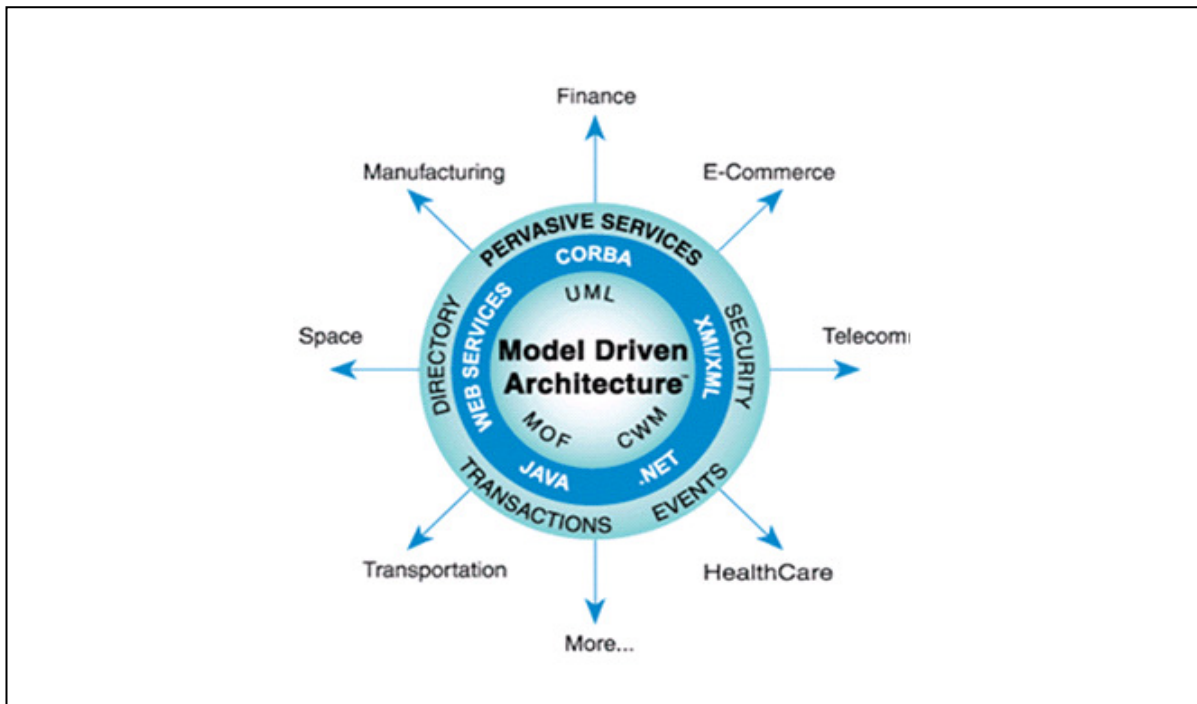 Finance
Manufacturing
E-Commerce
PERVASIVE SERVICES
CORBA
UML
WEB SERVICES
XMI/XML
DIRECTORY
SECURITY
Space
Telecom
Model Driven
Architecture™
MOF
CWM
JAVA
.NET
TRANSACTIONS
EVENTS
Transportation
HealthCare
More...